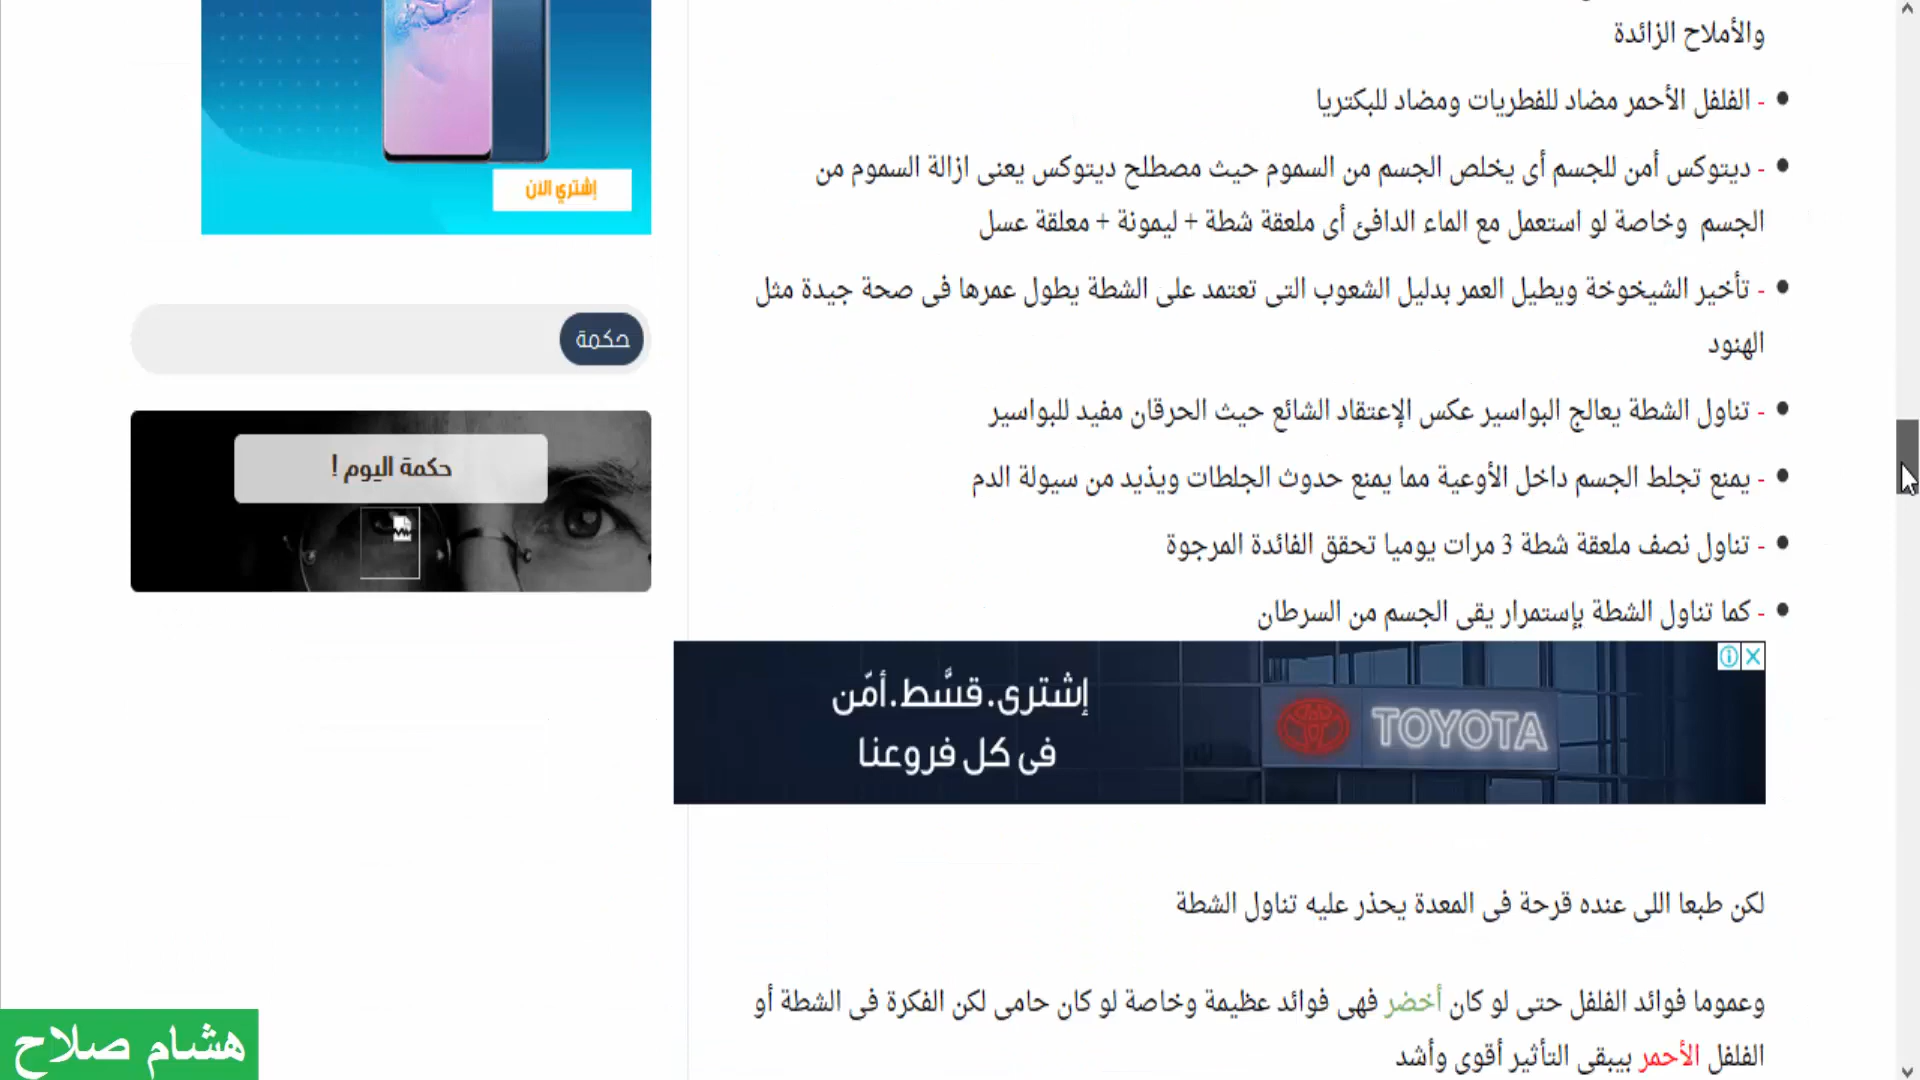 والأملاح الزائدة
- الفلفل الأحمر مضاد للفطريات ومضاد للبكتريا
- ديتوكس أمن للجسم أى يخلص الجسم من السموم حيث مصطلح ديتوكس يعنى ازالة السموم من
الجسم وخاصة لو استعمل مع الماء الدافئ أى ملعقة شطة + ليمونة + معلقة عسل
- تأخير الشيخوخة ويطيل العمر بدليل الشعوب التى تعتمد على الشطة يطول عمرها فى صحة جيدة مثل
الهنود
- تناول الشطة يعالج البواسير عكس الإعتقاد الشائع حيث الحرقان مفيد للبواسير
- يمنع تجلط الجسم داخل الأوعية مما يمنع حدوث الجلطات ويذيد من سيولة الدم
- تناول نصف ملعقة شطة 3 مرات يوميا تحقق الفائدة المرجوة
- كما تناول الشطة بإستمرار يقى الجسم من السرطان
إشترى.قسَّط.أمّن
فى كل فروعنا
TOYOTA
لكن طبعا اللى عنده قرحة فى المعدة يحذر عليه تناول الشطة
وعموما فوائد الفلفل حتى لو كان أخضر فهى فوائد عظيمة وخاصة لو كان حامى لكن الفكرة فى الشطة أو
الفلفل الأحمر بيبقى التأثير أقوى وأشد
إشتري الآن
حكمة
حكمة اليوم !
هشام صلاح